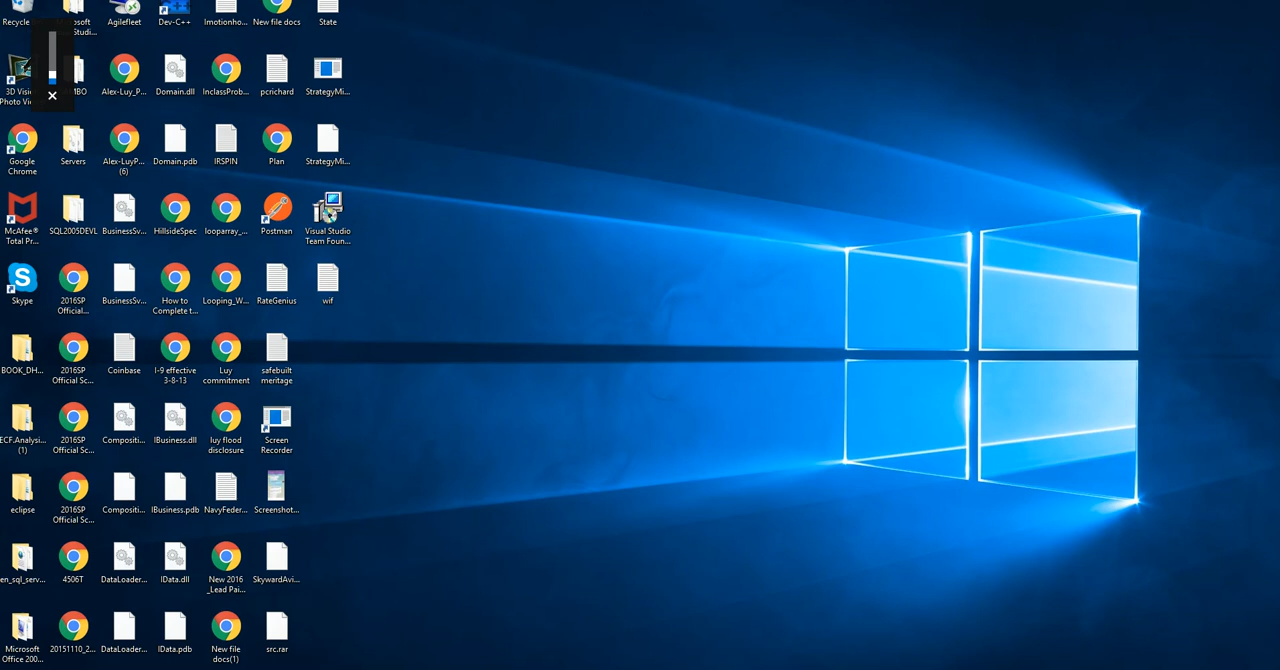 Recycle
Agilefleet
Dev-C++
Imotionho...
New file docs
State
3D Visi
Photo Vi
Alex-Luy_P...
Domain.dll
InclassProb...
pcrichard
StrategyMi...
Google
Chrome
Servers
Alex-LuyP...
(6)
Domain.pdb
IRSPIN
Plan
StrategyMi...
McAfee®
Total Pr...
SQL2005DEVL
BusinessSv...
HillsideSpec
looparray_...
Postman
Visual Studio
Team Foun...
Skype
2016SP
Official...
BusinessSv...
How to
Complete t...
Looping_W...
RateGenius
wif
BOOK_DH...
2016SP
Official Sc...
Coinbase
I-9 effective
3-8-13
Luy
commitment
safebuilt
meritage
ECF.Analysi...
(1)
2016SP
Official Sc...
Compositi...
IBusiness.dll
luy flood
disclosure
Screen
Recorder
eclipse
2016SP
Official Sc...
Compositi...
IBusiness.pdb
NavyFeder...
Screenshot...
en_sql_serv...
4506T
DataLoader...
IData.dll
New 2016
_Lead Pai...
SkywardAvi...
Microsoft
Office 200...
20151110_2...
DataLoader...
IData.pdb
New file
docs(1)
src.rar